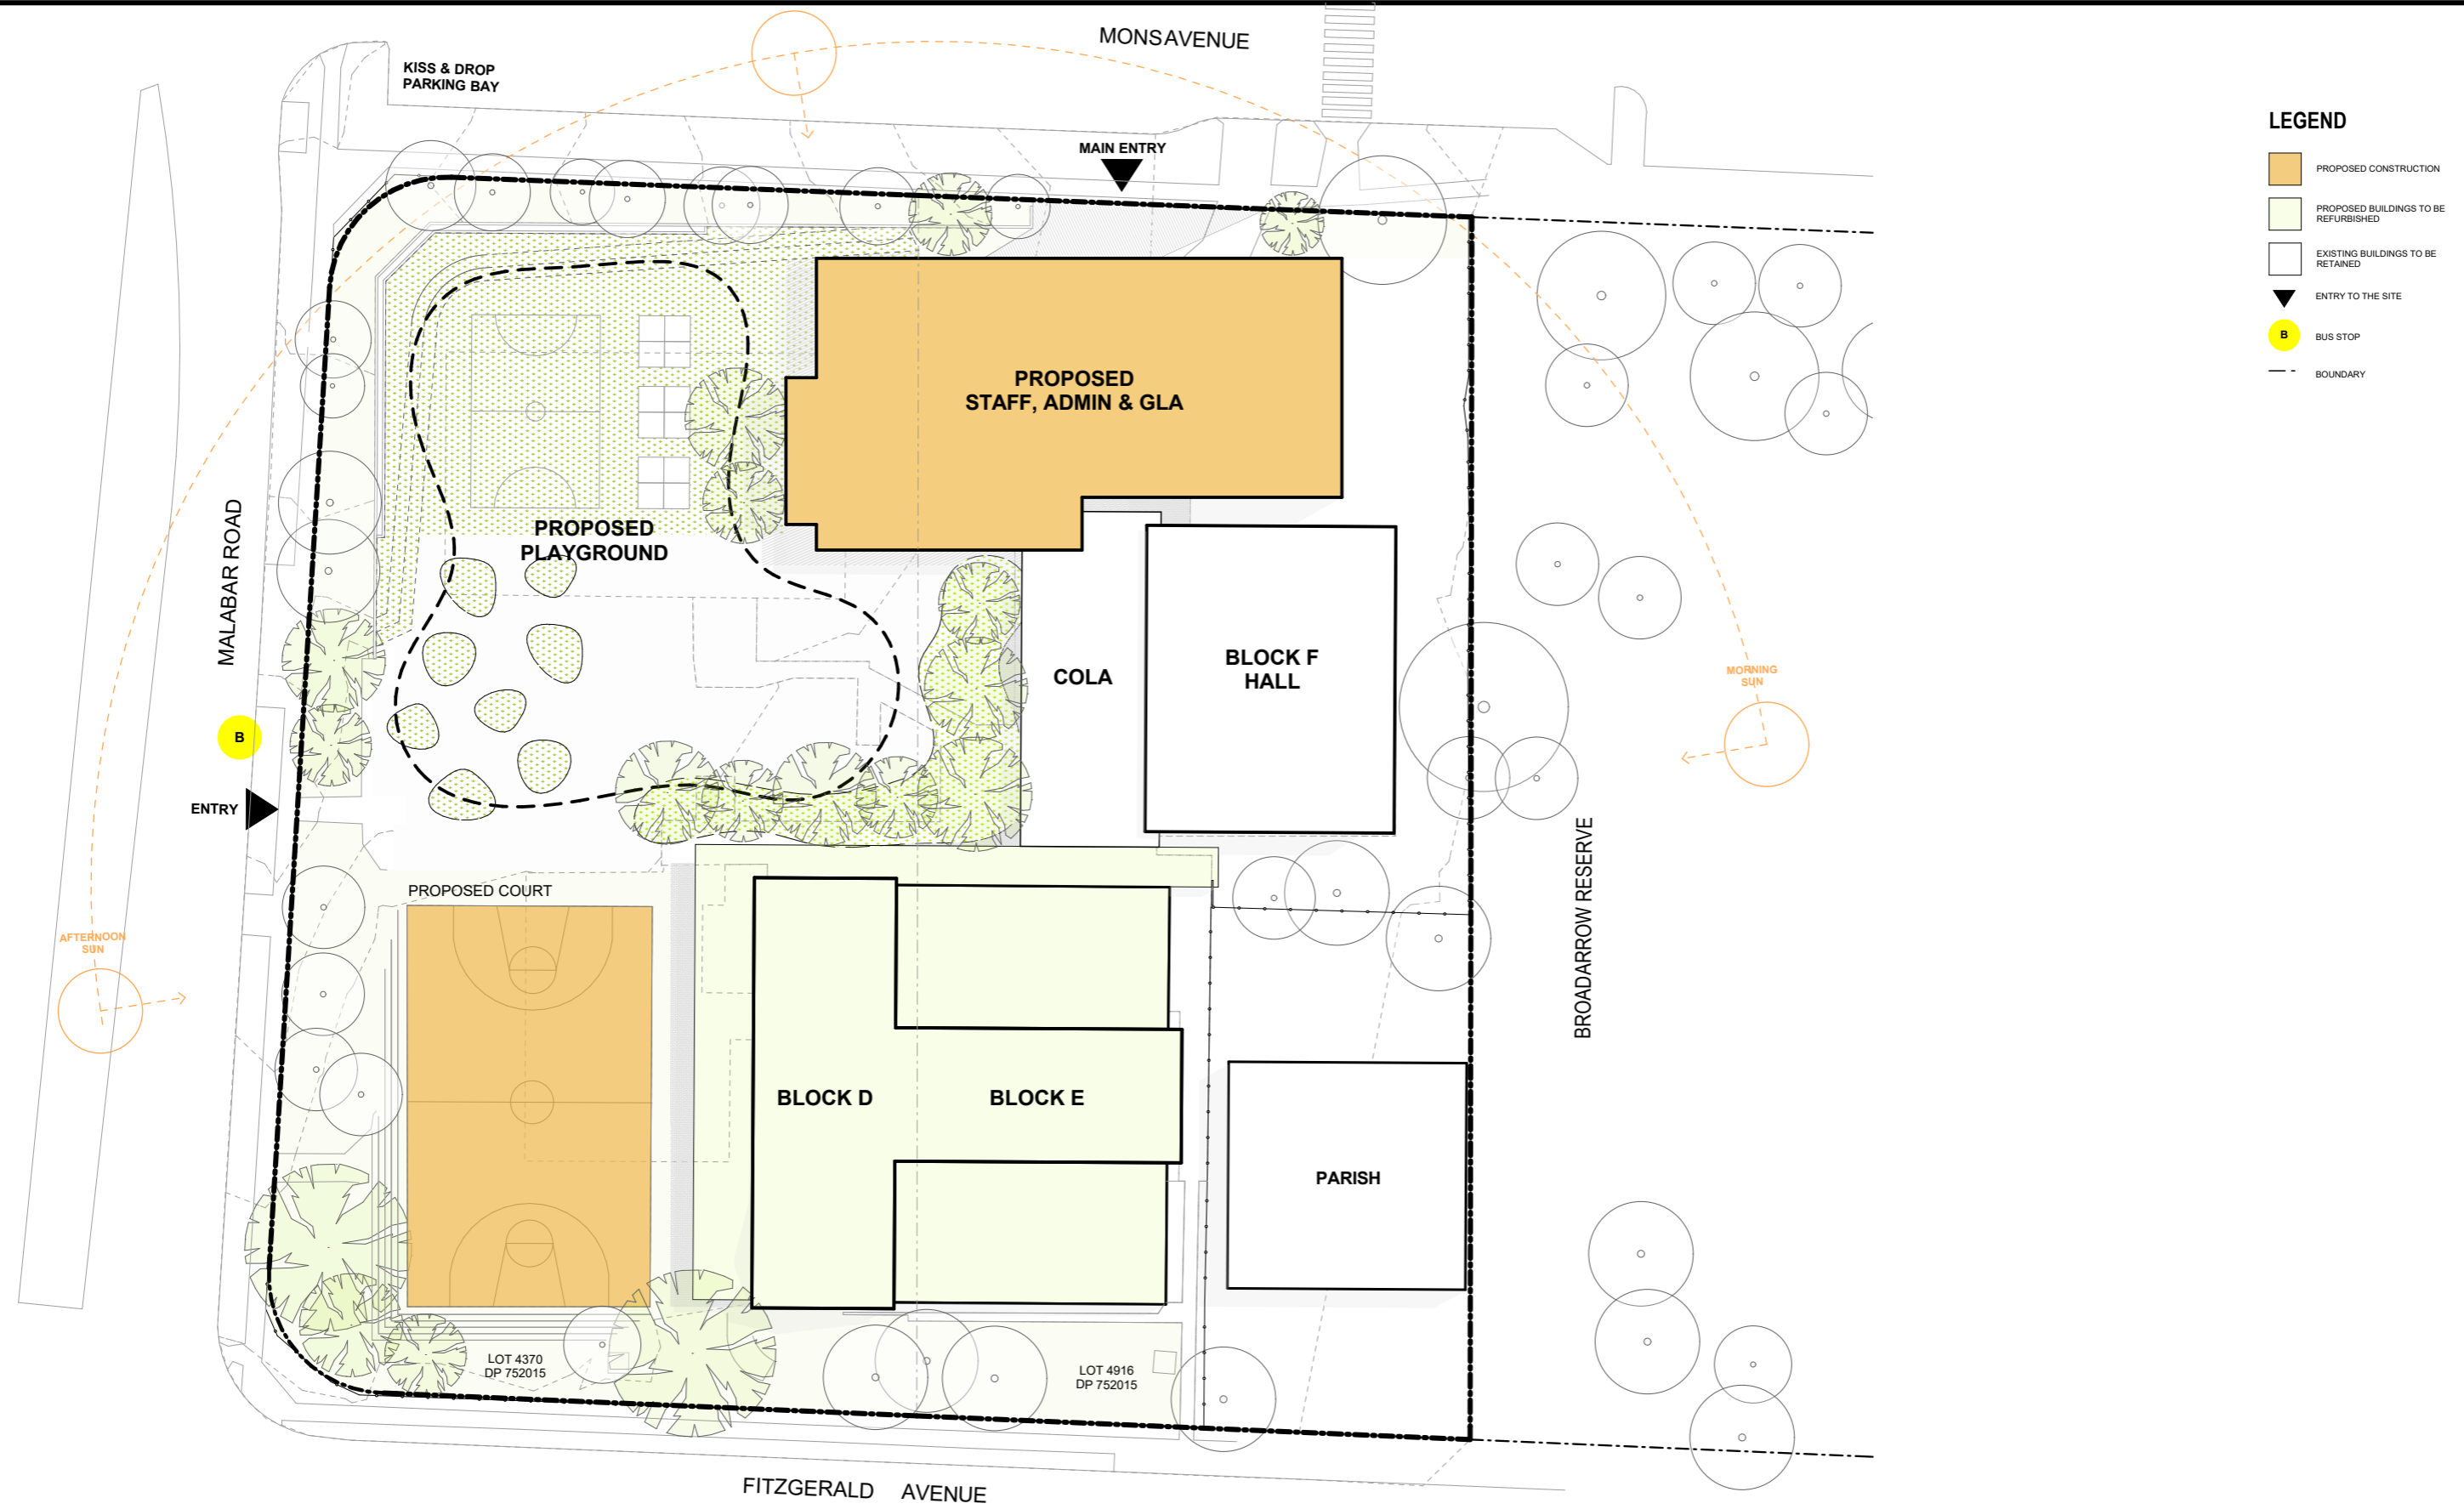 MONSAVENUE
KISS & DROP
PARKING BAY
MAIN ENTRY
LEGEND
PROPOSED CONSTRUCTION
PROPOSED BUILDINGS TO BE
REFURBISHED
EXISTING BUILDINGS TO BE
RETAINED
ENTRY TO THE SITE
B
BUS STOP
BOUNDARY
PROPOSED
STAFF, ADMIN & GLA
MALABAR ROAD
PROPOSED
PLAYGROUND
COLA
BLOCK F
HALL
MORNING
SUN
B
ENTRY
BROADARROW RESERVE
PROPOSED COURT
AFTERNOON
SUN
BLOCK D
BLOCK E
PARISH
LOT 4370
DP 752015
LOT 4916
DP 752015
FITZGERALD AVENUE